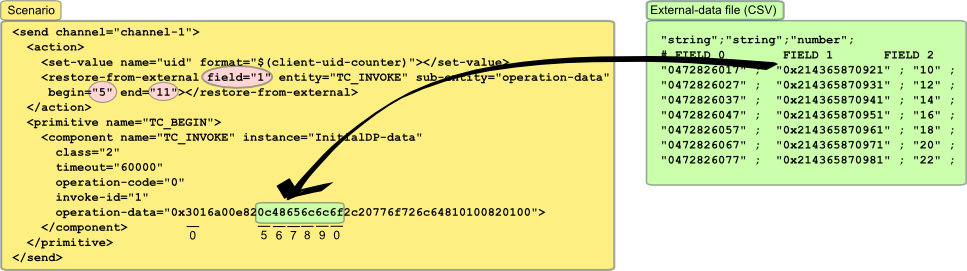 Scenario
<send channel="channel-1">
<action>
<set-value name="uid" format="$(client-uid-counter)"></set-value>
<restore-from-external field="1" entity="TC_INVOKE" sub-entity="operation-data"
begin="5" end="11"></restore-from-external>
</action>
<primitive name="TC_BEGIN">
<component name="TC_INVOKE" instance="InitialDP-data"
class="2"
timeout="60000"
operation-code="0"
invoke-id="1"
operation-data="0x3016a00e820c48656c6c6f2c20776f726c64810100820100">
</component>
0 5 6 7 8 9 0
</primitive>
</send>
External-data file (CSV)
"string";"string";"number";
# FIELD 0 FIELD 1 FIELD 2
"0472826017" ; "0x214365870921" ; "10" ;
"0472826027" ; "0x214365870931" ; "12" ;
"0472826037" ; "0x214365870941" ; "14" ;
"0472826047" ; "0x214365870951" ; "16" ;
"0472826057" ; "0x214365870961" ; "18" ;
"0472826067" ; "0x214365870971" ; "20" ;
"0472826077" ; "0x214365870981" ; "22" ;